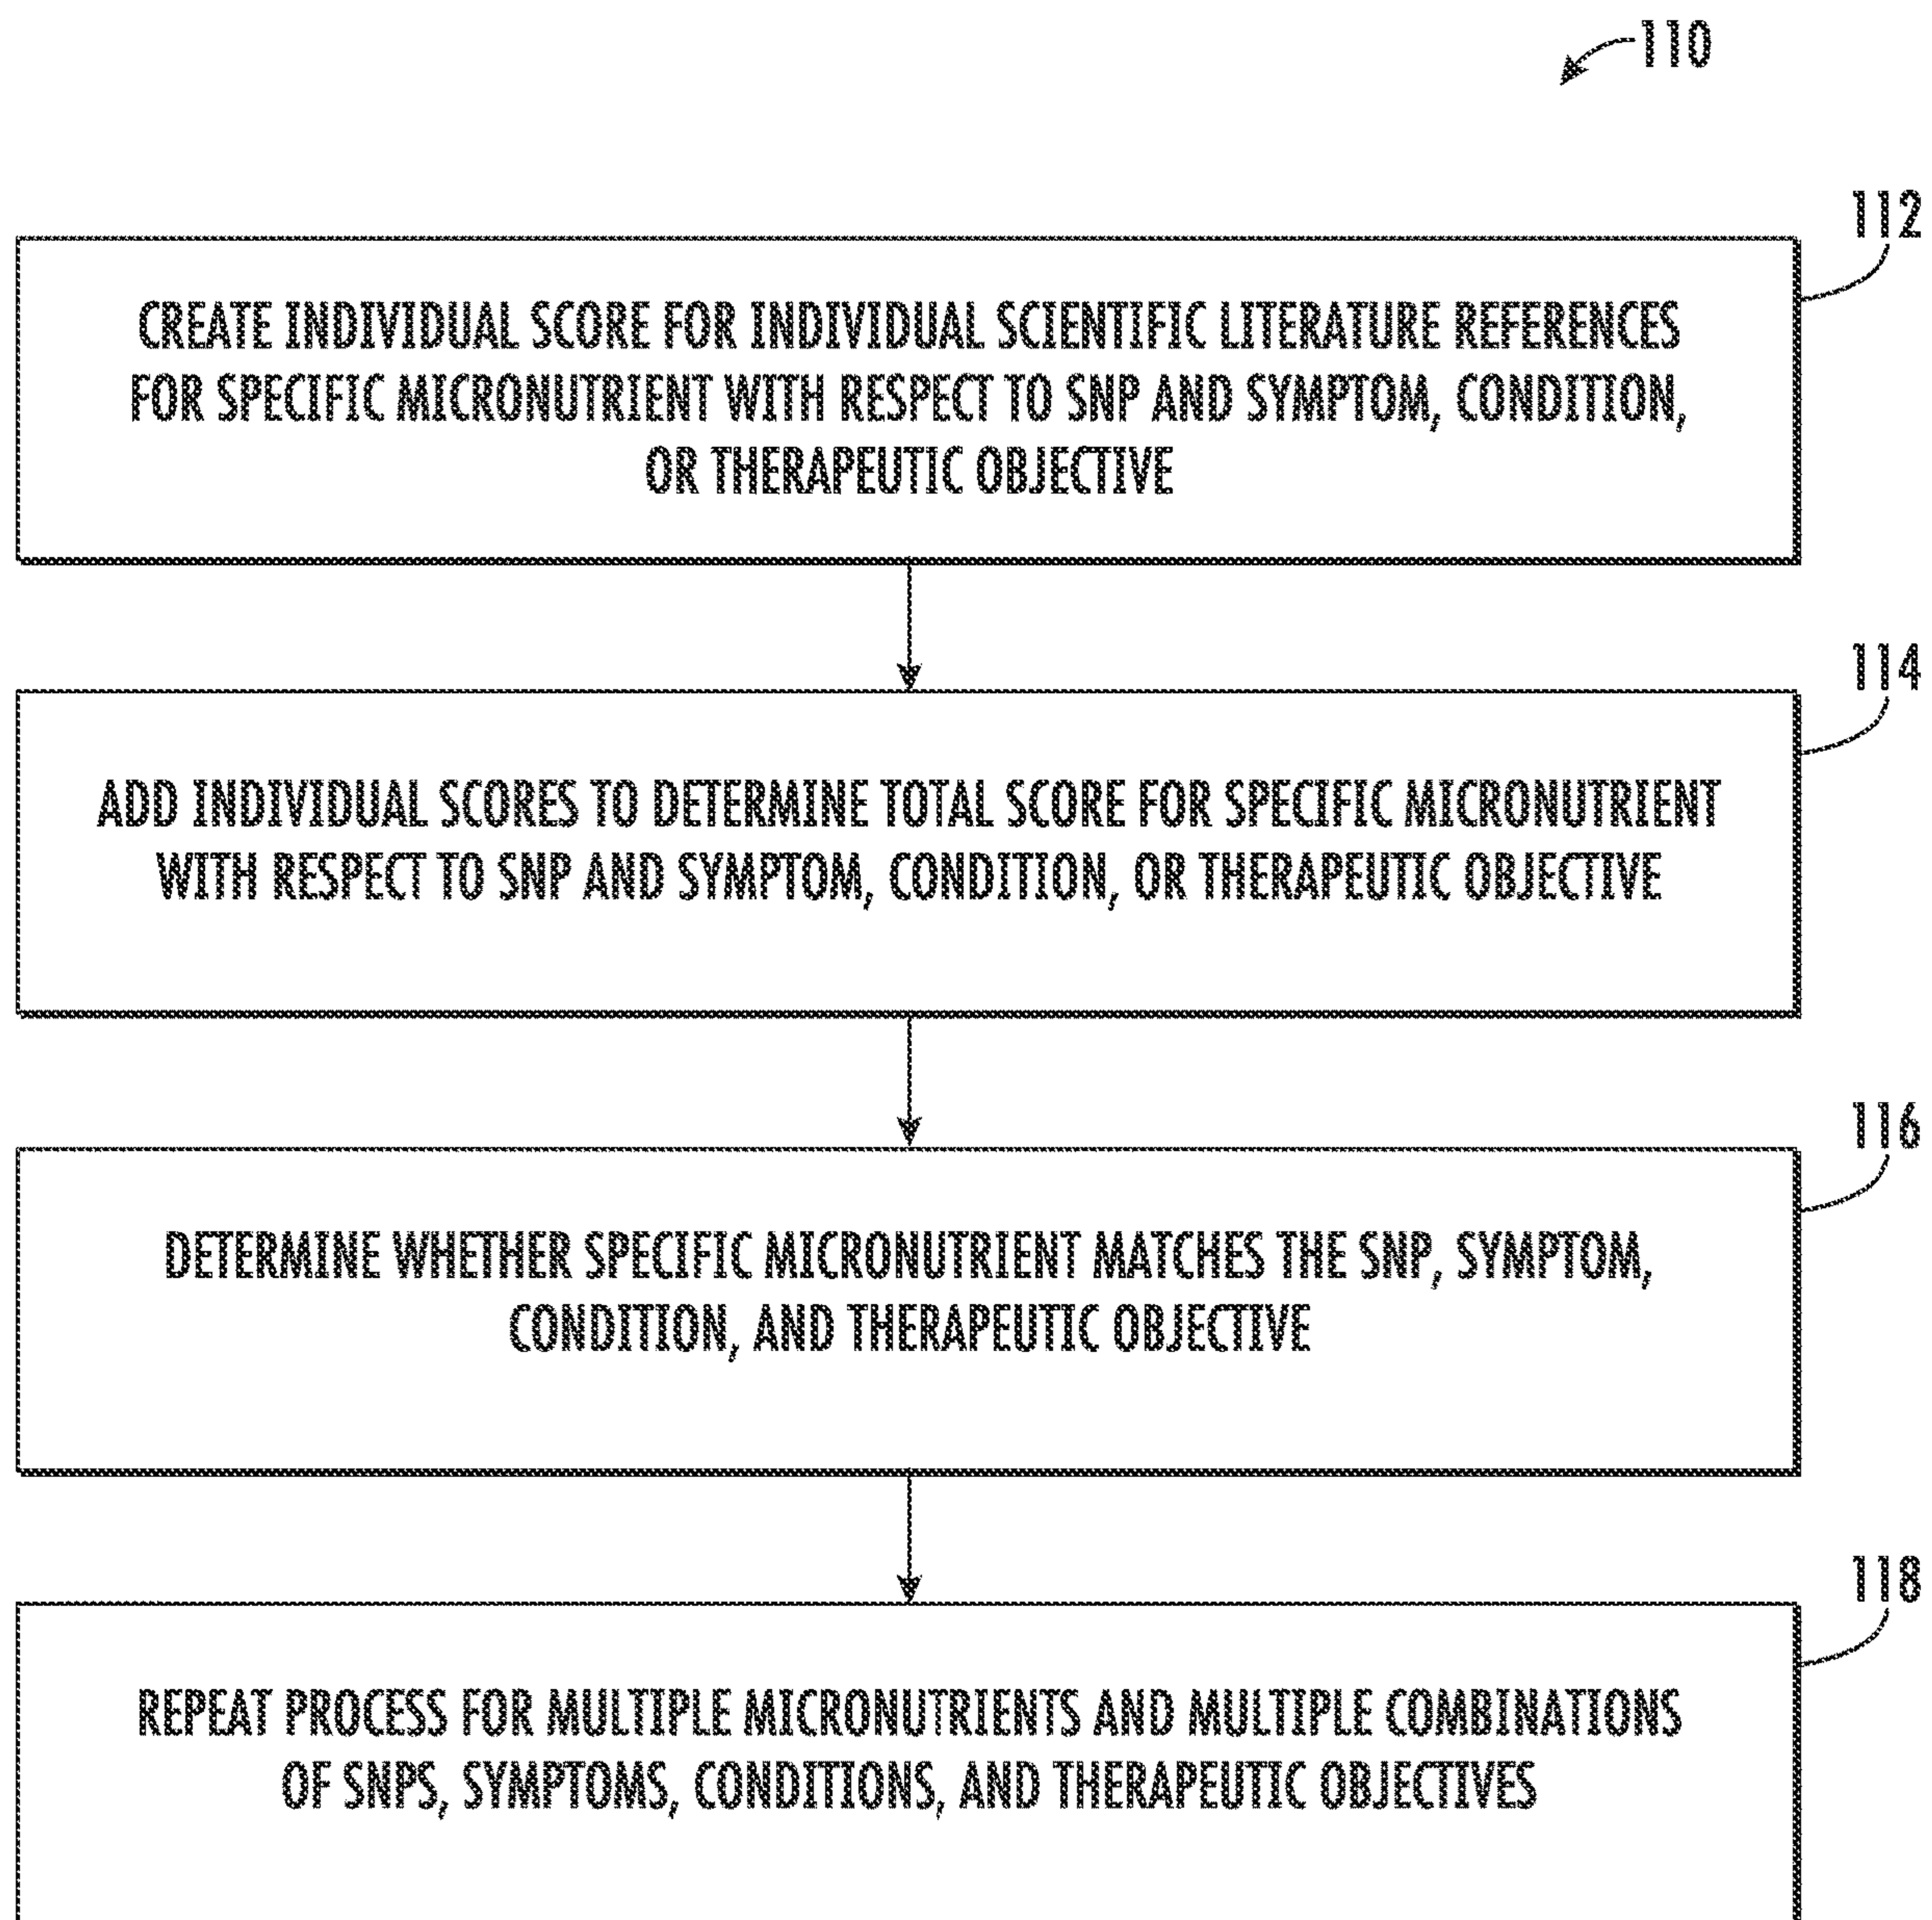 110
112
CREATE INDIVIDUAL SCORE FOR INDIVIDUAL SCIENTIFIC LITERATURE REFERENCES
FOR SPECIFIC MICRONUTRIENT WITH RESPECT TO SNP AND SYMPTOM, CONDITION,
OR THERAPEUTIC OBJECTIVE
114
ADD INDIVIDUAL SCORES TO DETERMINE TOTAL SCORE FOR SPECIFIC MICRONUTRIENT
WITH RESPECT TO SNP AND SYMPTOM, CONDITION, OR THERAPEUTIC OBJECTIVE
116
DETERMINE WHETHER SPECIFIC MICRONUTRIENT MATCHES THE SNP, SYMPTOM,
CONDITION, AND THERAPEUTIC OBJECTIVE
118
REPEAT PROCESS FOR MULTIPLE MICRONUTRIENTS AND MULTIPLE COMBINATIONS
OF SNPS, SYMPTOMS, CONDITIONS, AND THERAPEUTIC OBJECTIVES